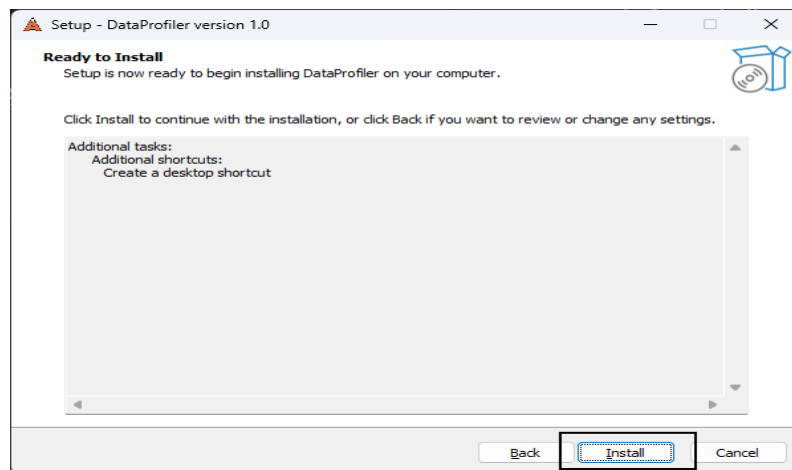 Setup - DataProfiler version 1.0
Ready to Install
Setup is now ready to begin installing DataProfiler on your computer.
Click Install to continue with the installation, or click Back if you want to review or change any settings.
Additional tasks:
Additional shortcuts:
Create a desktop shortcut
Back Install Cancel